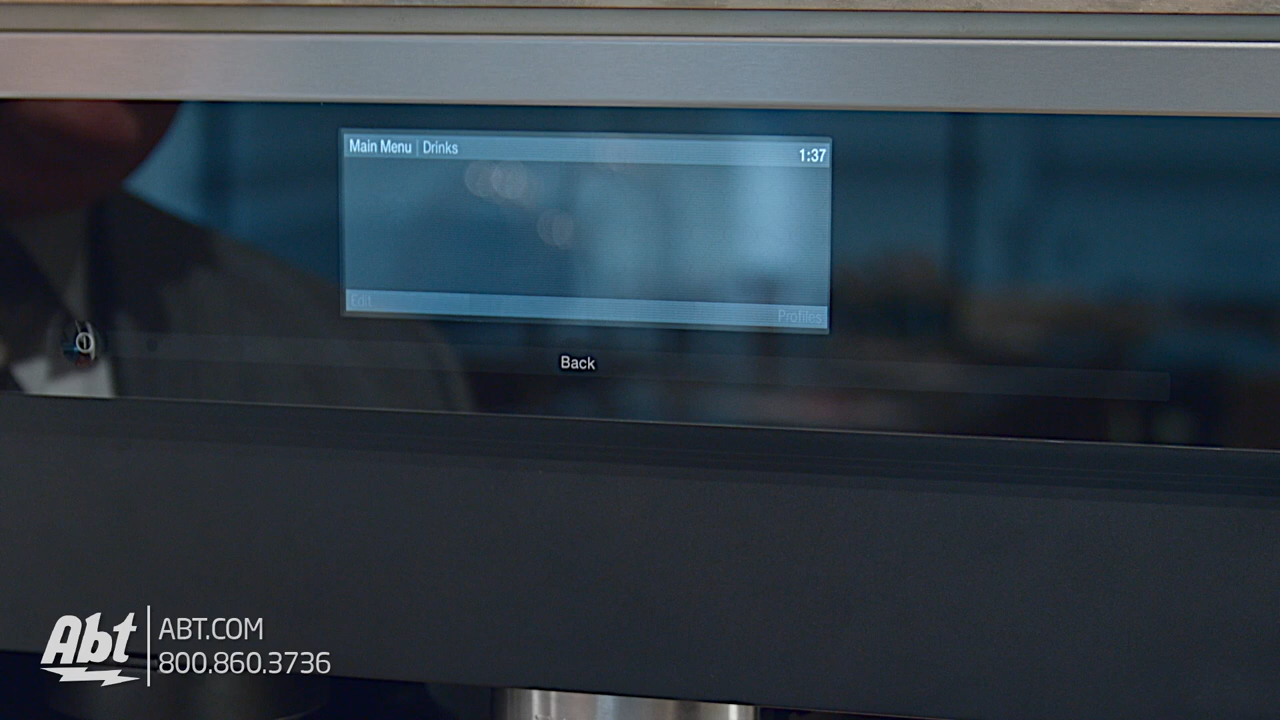 Main Menu | Drinks
1:37
Edit
Profiles
Back
Abt
ABT.COM
800.860.3736